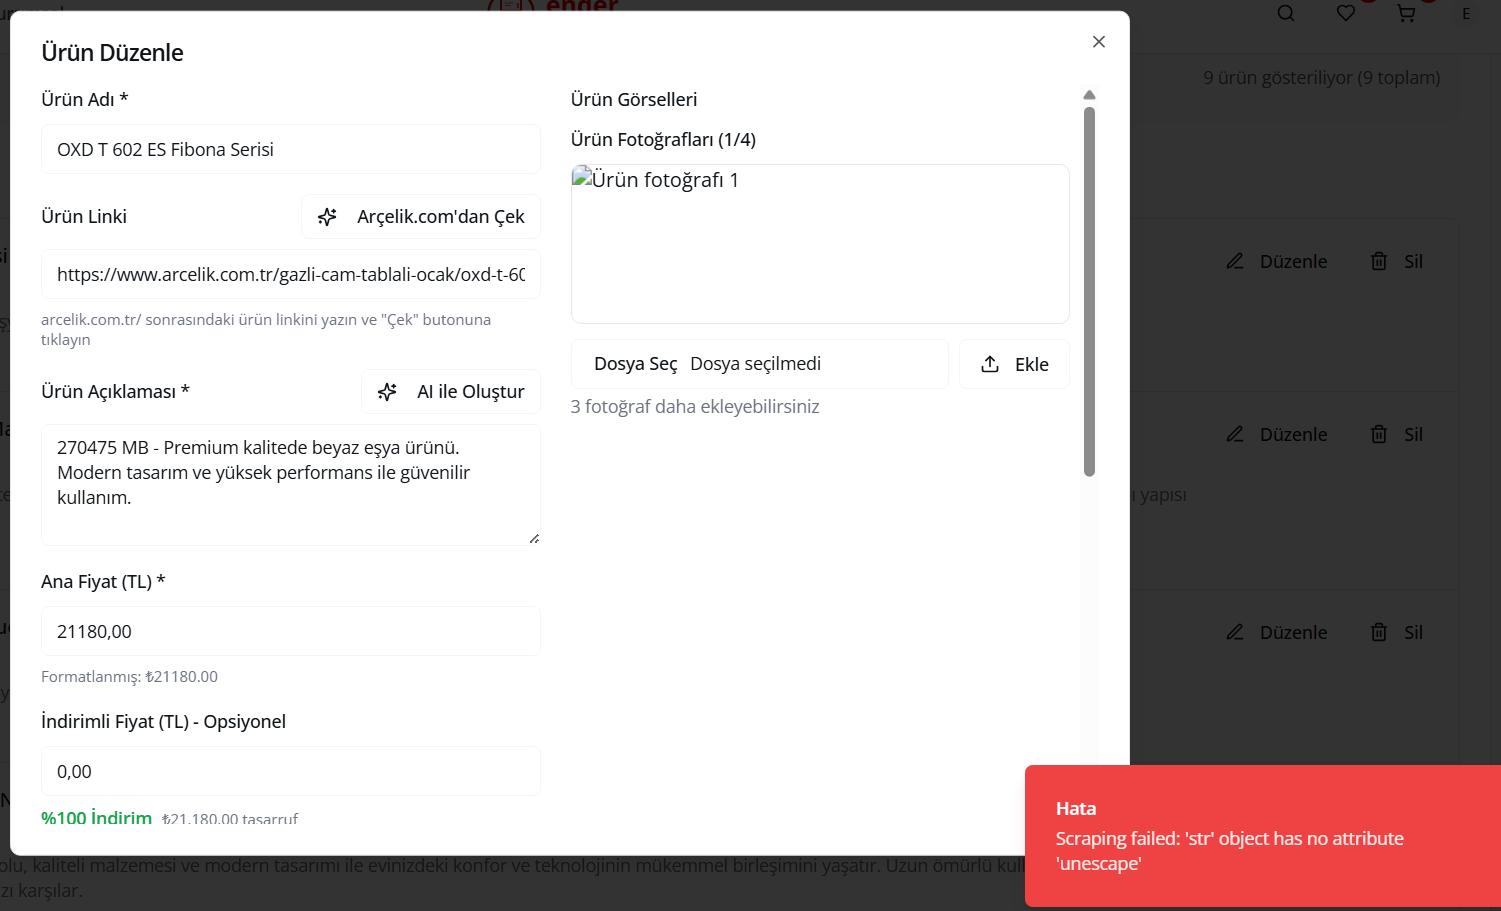 ender
E
9 ürün gösteriliyor (9 toplam)
Ürün Düzenle
Ürün Adı *
OXD T 602 ES Fibona Serisi
Ürün Linki
Arçelik.com'dan Çek
https://www.arcelik.com.tr/gazli-cam-tablali-ocak/oxd-t-60
arcelik.com.tr/ sonrasındaki ürün linkini yazın ve "Çek" butonuna
tıklayın
Ürün Açıklaması *
AI ile Oluştur
270475 MB - Premium kalitede beyaz eşya ürünü.
Modern tasarım ve yüksek performans ile güvenilir
kullanım.
Ana Fiyat (TL) *
21180,00
Formatlanmış: ₺21180.00
İndirimli Fiyat (TL) - Opsiyonel
0,00
%100 İndirim ₺21.180.00 tasarruf
Ürün Görselleri
Ürün Fotoğrafları (1/4)
Ürün fotoğrafı 1
Dosya Seç Dosya seçilmedi
Ekle
3 fotoğraf daha ekleyebilirsiniz
Düzenle Sil
Düzenle Sil
yapısı
Düzenle Sil
olu, kaliteli malzemesi ve modern tasarımı ile evinizdeki konfor ve teknolojinin mükemmel birleşimini yaşatır. Uzun ömürlü
zı karşılar.
Hata
Scraping failed: 'str' object has no attribute
'unescape'